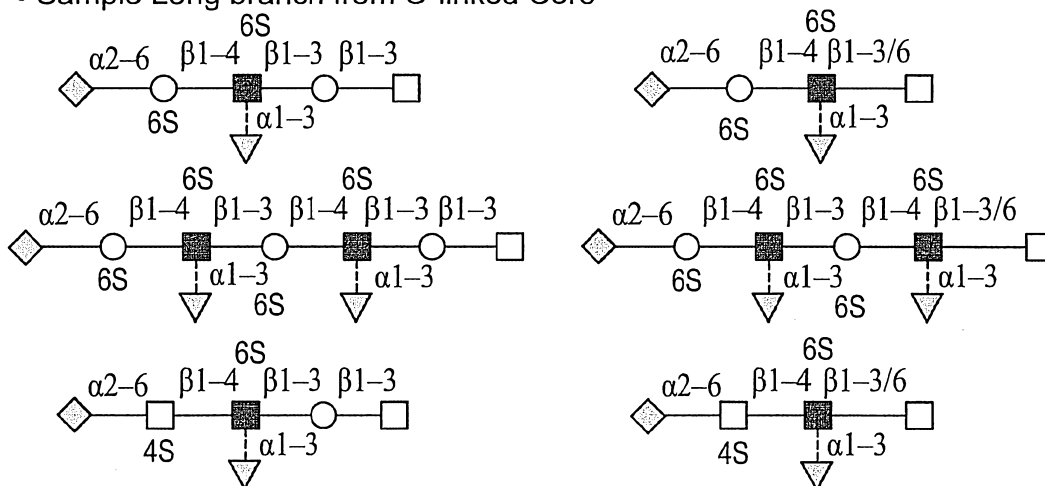 • Sample Long branch from O-linked Core
6S
α2–6 β1–4 β1–3 β1–3
6S α1–3
6S
α2–6 β1–4 β1–3/6
6S α1–3
6S 6S
α2–6 β1–4 β1–3 β1–4 β1–3 β1–3
6S α1–3 6S α1–3
6S 6S
α2–6 β1–4 β1–3 β1–4 β1–3/6
6S α1–3 6S α1–3
6S
α2–6 β1–4 β1–3 β1–3
4S α1–3
6S
α2–6 β1–4 β1–3/6
4S α1–3